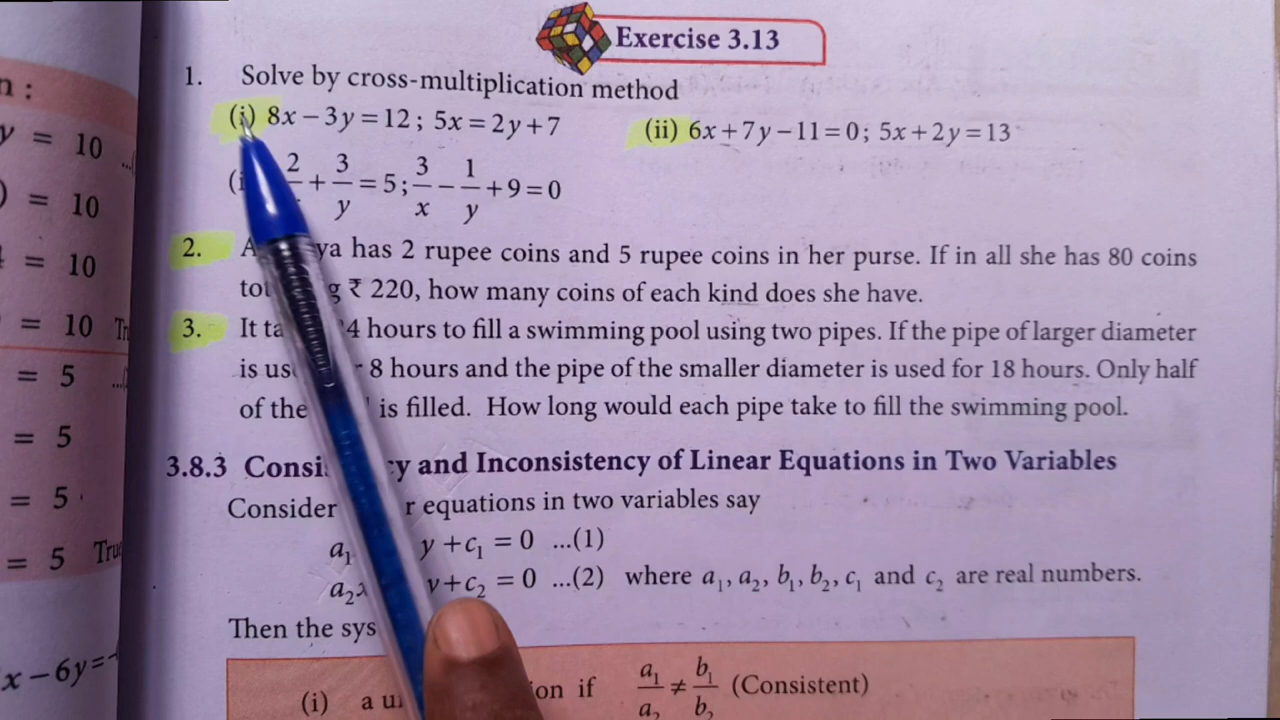 n :
y = 10 ...(
) = 10
= 10
= 10
= 5 ...(
= 5
= 5
= 5 True
x − 6y =
Exercise 3.13
1. Solve by cross-multiplication method
(i) 8x − 3y = 12 ; 5x = 2y + 7 (ii) 6x + 7y − 11 = 0 ; 5x + 2y = 13
2/ + 3/y = 5 ; 3/x − 1/y + 9 = 0
2. has 2 rupee coins and 5 rupee coins in her purse. If in all she has 80 coins
₹ 220, how many coins of each kind does she have.
3. It 4 hours to fill a swimming pool using two pipes. If the pipe of larger diameter
is 8 hours and the pipe of the smaller diameter is used for 18 hours. Only half
of the is filled. How long would each pipe take to fill the swimming pool.
3.8.3 and Inconsistency of Linear Equations in Two Variables
Consider equations in two variables say
a₁ y + c₁ = 0 ...(1)
a₂x y + c₂ = 0 ...(2) where a₁, a₂, b₁, b₂, c₁ and c₂ are real numbers.
Then the
(i) a if a₁/a₂ ≠ b₁/b₂ (Consistent)